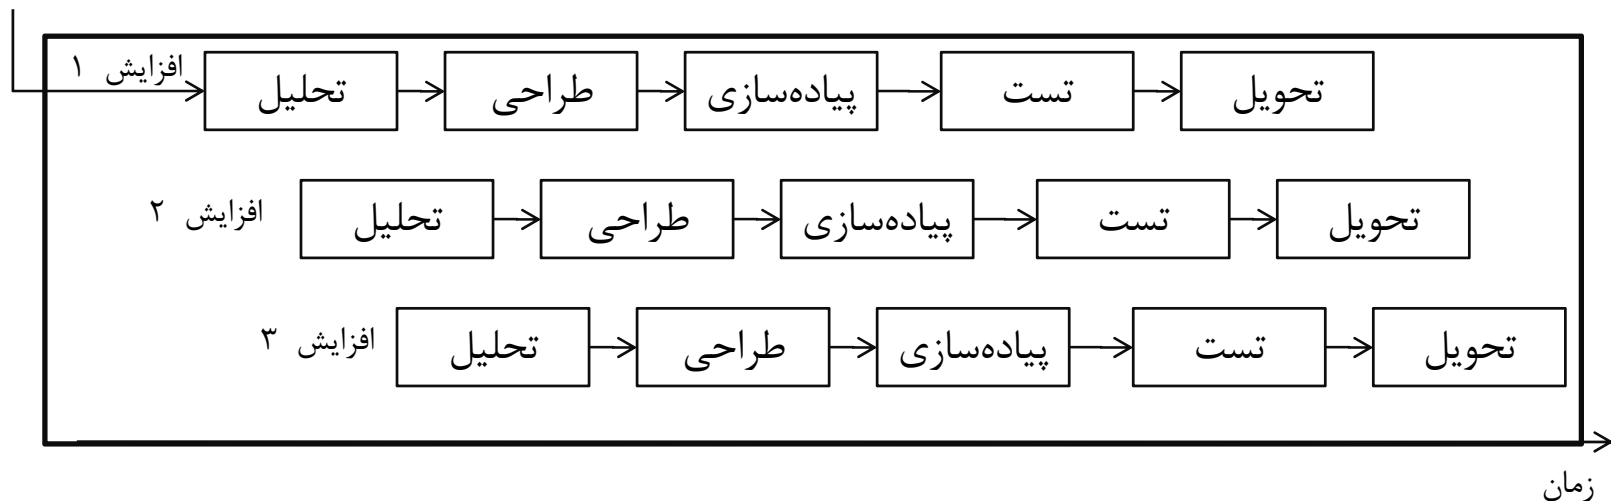 افزایش ۱ تحلیل طراحی پیاده‌سازی تست تحویل
افزایش ۲ تحلیل طراحی پیاده‌سازی تست تحویل
افزایش ۳ تحلیل طراحی پیاده‌سازی تست تحویل
زمان